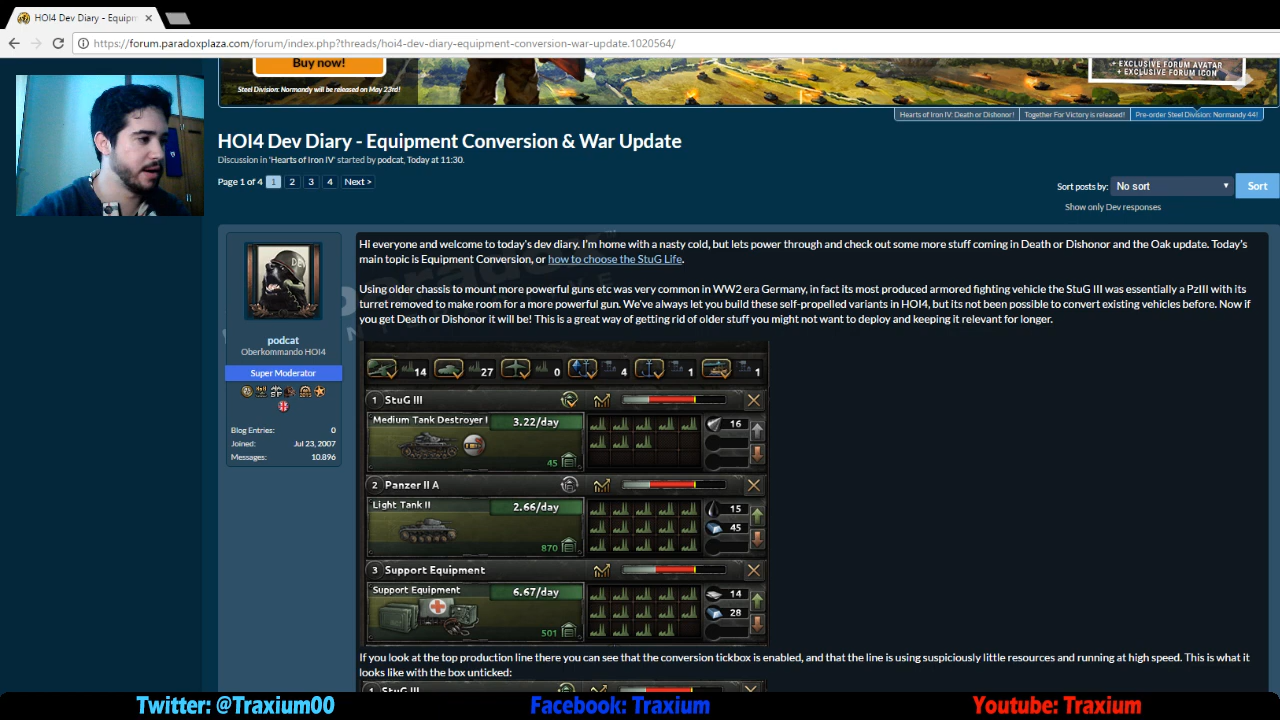 HOI4 Dev Diary - Equipm
https://forum.paradoxplaza.com/forum/index.php?threads/hoi4-dev-diary-equipment-conversion-war-update.1020564/
Buy now!
Steel Division: Normandy will be released on May 23rd!
+ EXCLUSIVE FORUM AVATAR
+ EXCLUSIVE FORUM ICON
Hearts of Iron IV: Death or Dishonor!
Together For Victory is released!
Pre-order Steel Division: Normandy 44!
HOI4 Dev Diary - Equipment Conversion & War Update
Discussion in 'Hearts of Iron IV' started by podcat, Today at 11:30.
Page 1 of 4 1 2 3 4 Next >
Sort posts by: No sort Sort
Show only Dev responses
podcat
Oberkommando HOI4
Super Moderator
Blog Entries: 0
Joined: Jul 23, 2007
Messages: 10.896
Hi everyone and welcome to today's dev diary. I'm home with a nasty cold, but lets power through and check out some more stuff coming in Death or Dishonor and the Oak update. Today's
main topic is Equipment Conversion, or how to choose the StuG Life.
Using older chassis to mount more powerful guns etc was very common in WW2 era Germany, in fact its most produced armored fighting vehicle the StuG III was essentially a PzIII with its
turret removed to make room for a more powerful gun. We've always let you build these self-propelled variants in HOI4, but its not been possible to convert existing vehicles before. Now if
you get Death or Dishonor it will be! This is a great way of getting rid of older stuff you might not want to deploy and keeping it relevant for longer.
14 27 0 4 1 1
1 StuG III
Medium Tank Destroyer I 3.22/day 16
45
2 Panzer II A
Light Tank II 2.66/day 15
45
870
3 Support Equipment
Support Equipment 6.67/day 14
28
501
If you look at the top production line there you can see that the conversion tickbox is enabled, and that the line is using suspiciously little resources and running at high speed. This is what it
looks like with the box unticked:
1 StuG III
Twitter: @Traxium00
Facebook: Traxium
Youtube: Traxium